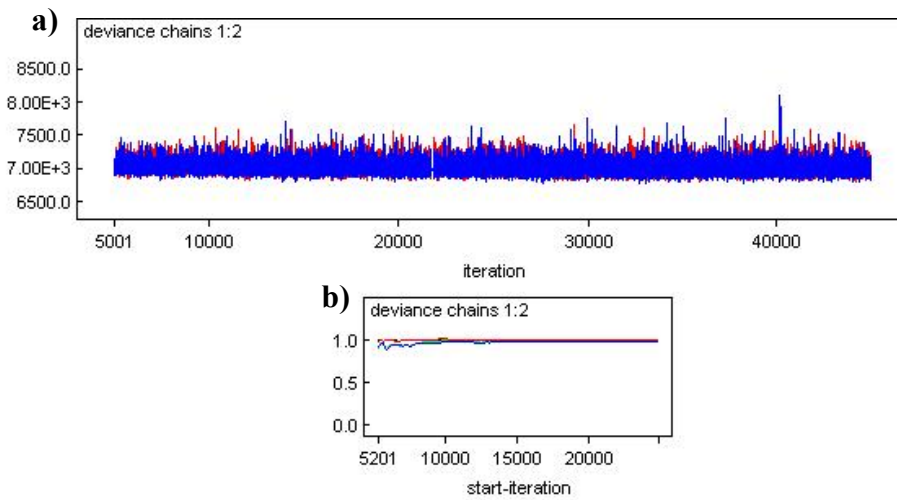 a)
deviance chains 1:2
8500.0
8.00E+3
7500.0
7.00E+3
6500.0
5001 10000 20000 30000 40000
iteration
b)
deviance chains 1:2
1.0
0.5
0.0
5201 10000 15000 20000
start-iteration